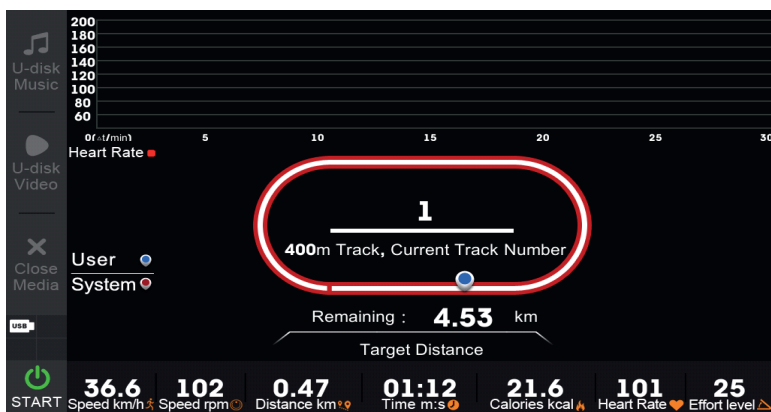 U-disk
Music
U-disk
Video
Close
Media
USB
START
200
180
160
140
120
100
80
60
0(△t/min) 5 10 15 20 25 30
Heart Rate
1
400m Track, Current Track Number
User
System
Remaining : 4.53 km
Target Distance
36.6 102 0.47 01:12 21.6 101 25
Speed km/h Speed rpm Distance km Time m:s Calories kcal Heart Rate Effort level